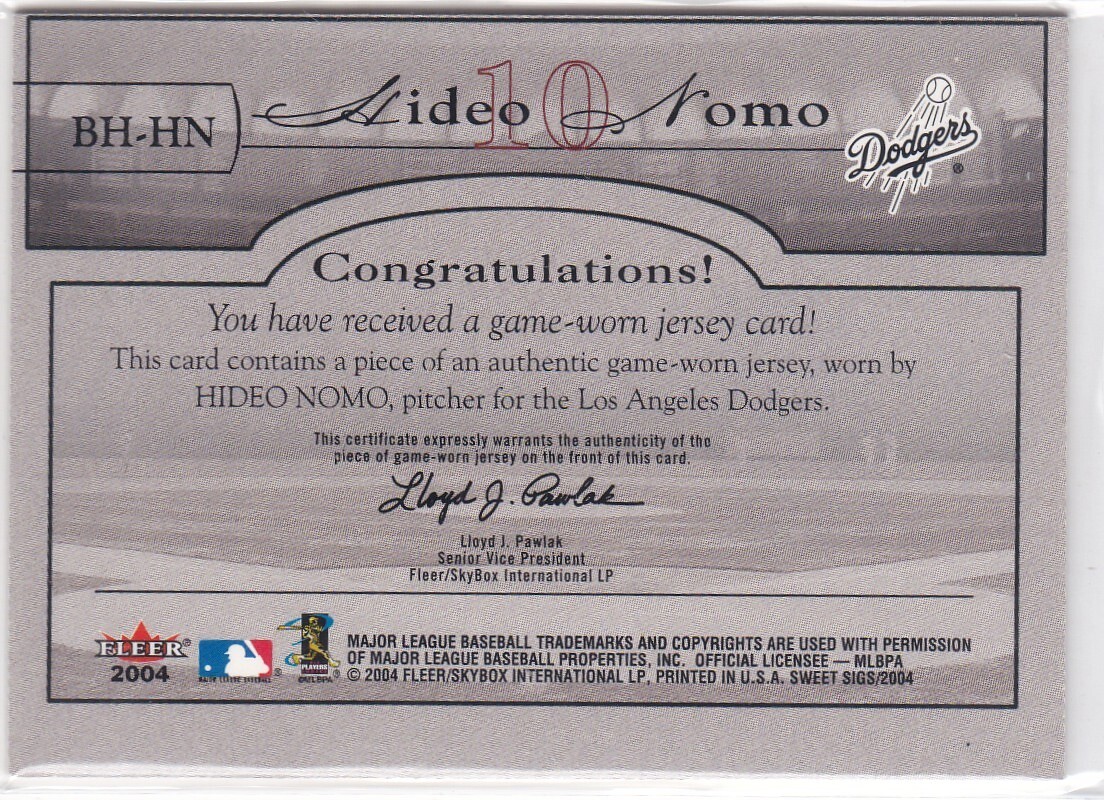 BH-HN
Hideo 10 Nomo
Dodgers ®
Congratulations!
You have received a game-worn jersey card!
This card contains a piece of an authentic game-worn jersey, worn by
HIDEO NOMO, pitcher for the Los Angeles Dodgers.
This certificate expressly warrants the authenticity of the
piece of game-worn jersey on the front of this card.
Lloyd J. Pawlak
Lloyd J. Pawlak
Senior Vice President
Fleer/SkyBox International LP
FLEER®
2004
PLAYERS
MAJOR LEAGUE BASEBALL TRADEMARKS AND COPYRIGHTS ARE USED WITH PERMISSION
OF MAJOR LEAGUE BASEBALL PROPERTIES, INC. OFFICIAL LICENSEE — MLBPA
© 2004 FLEER/SKYBOX INTERNATIONAL LP, PRINTED IN U.S.A. SWEET SIGS/2004